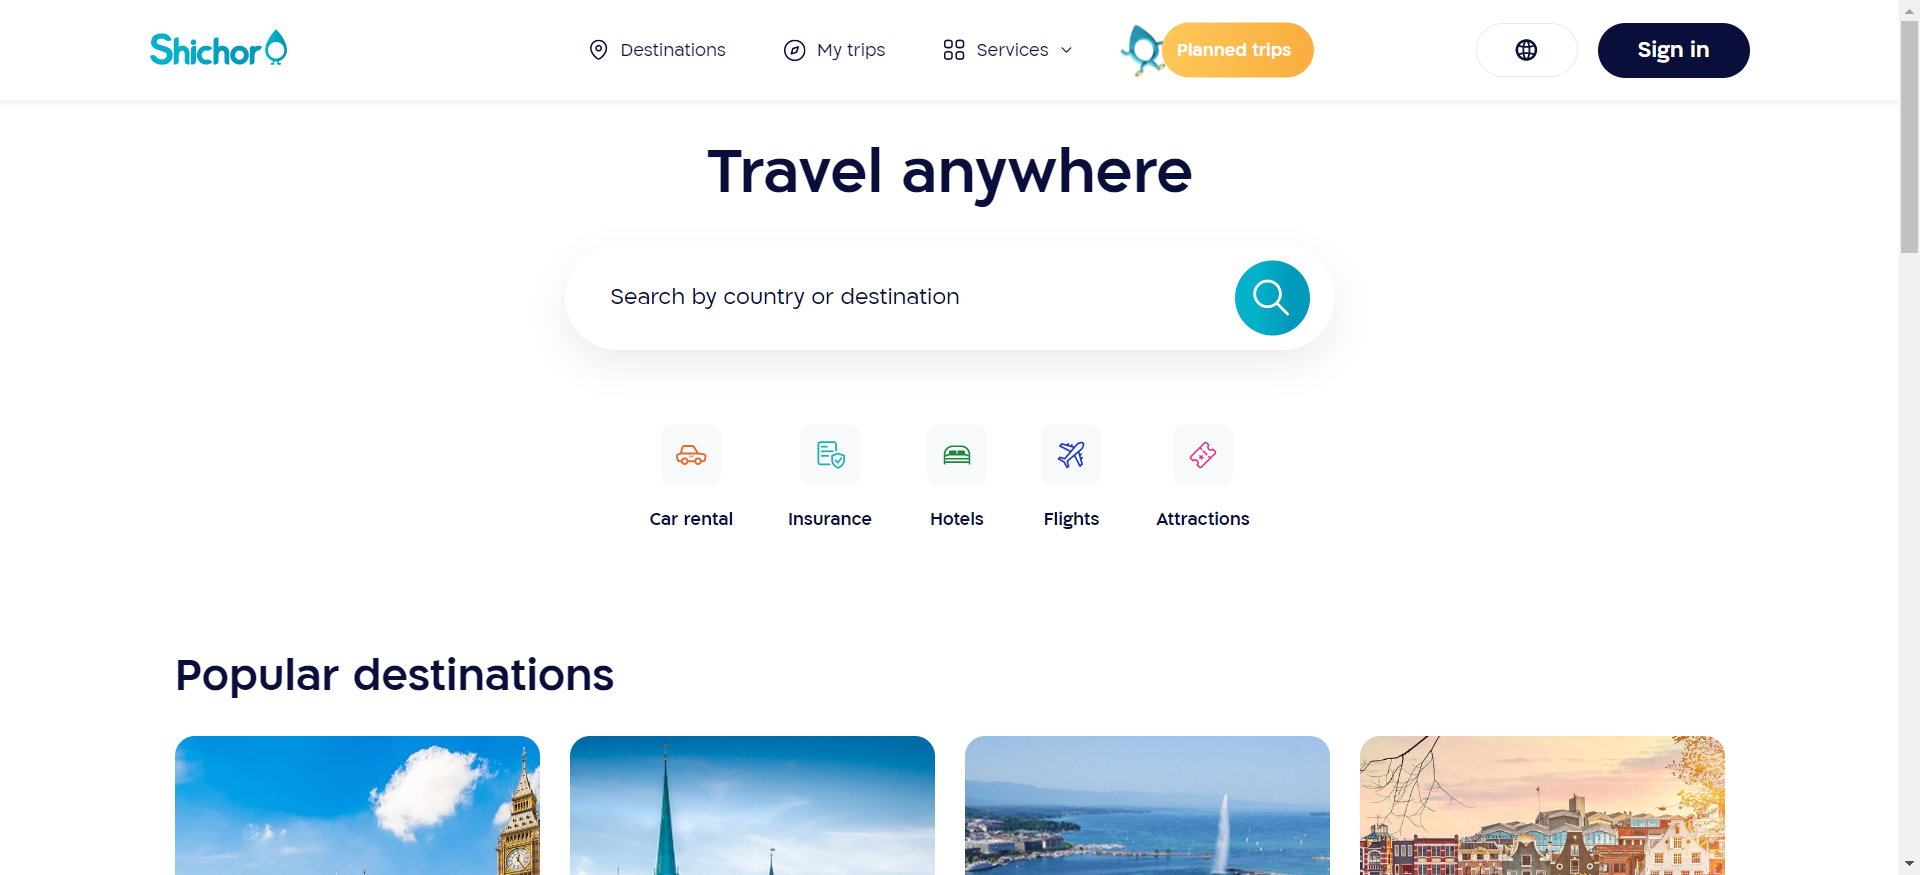 Shichor
Destinations
My trips
Services
Planned trips
Sign in
Travel anywhere
Search by country or destination
Car rental
Insurance
Hotels
Flights
Attractions
Popular destinations